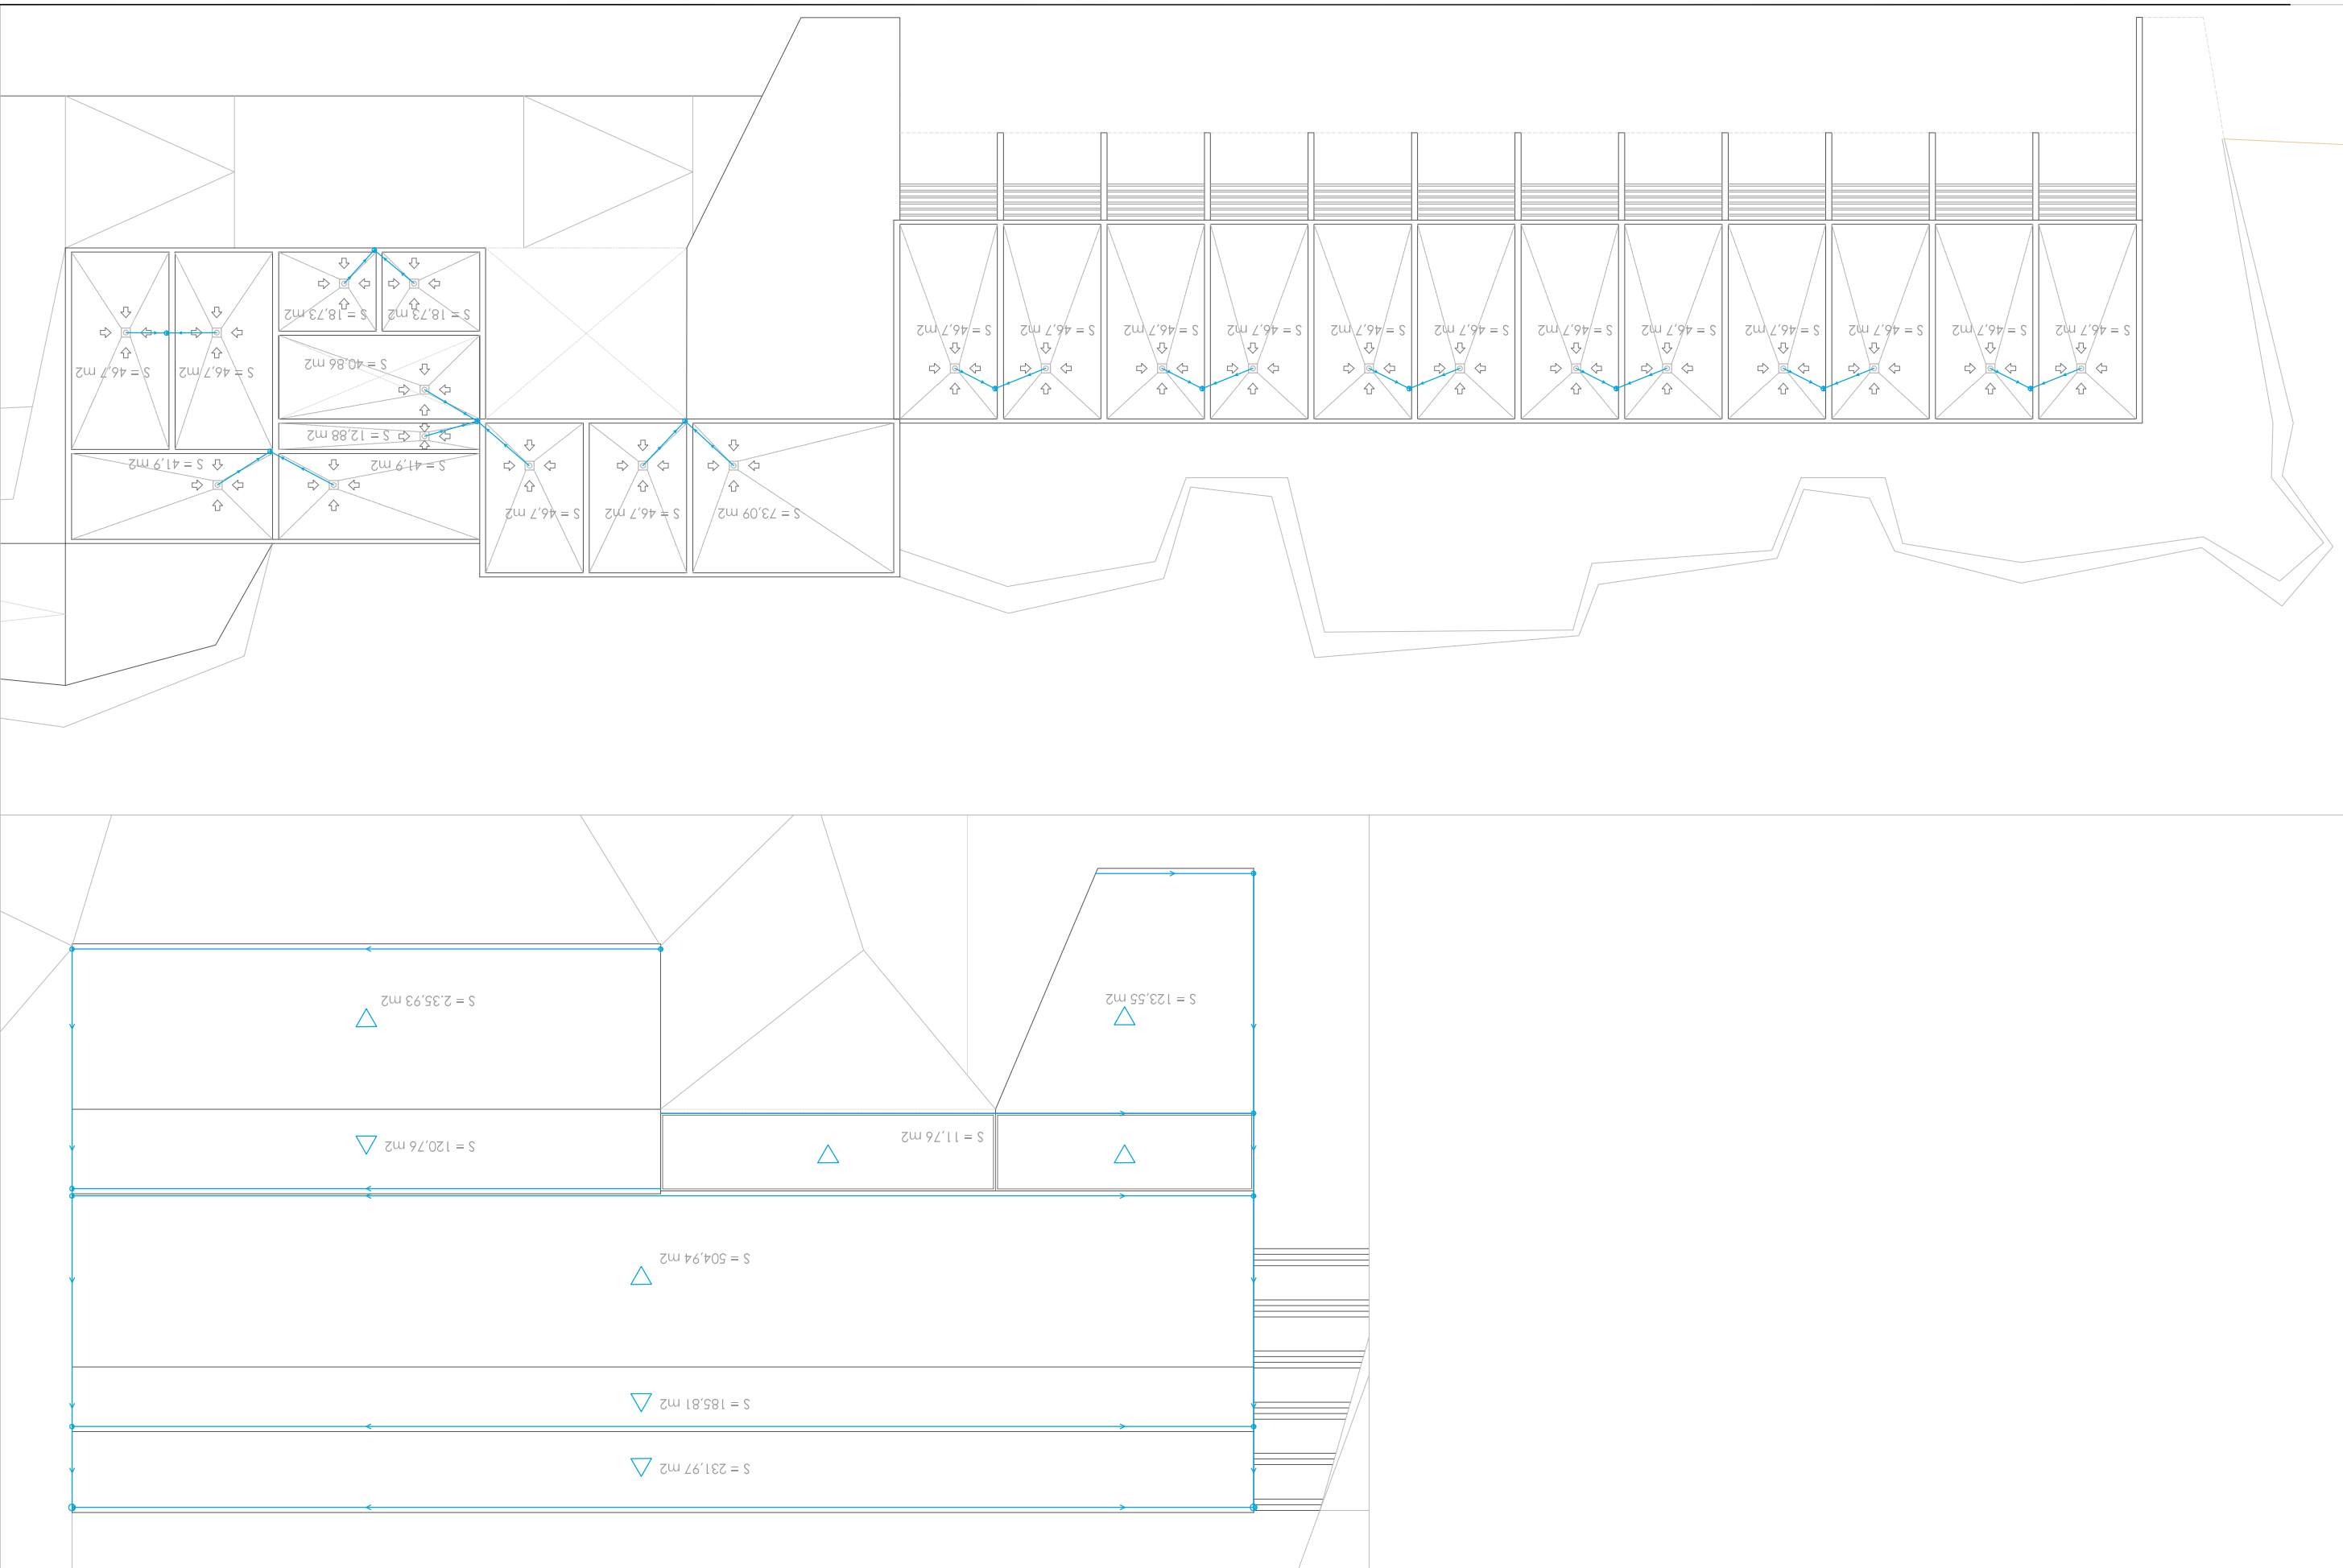 S = 231,97 m2
S = 185,81 m2
S = 504,94 m2
S = 120,76 m2
S = 11,76 m2
S = 2.35,93 m2
S = 123,55 m2
S = 73,09 m2
S = 46,7 m2
S = 46,7 m2
S = 41,9 m2
S = 41,9 m2
S = 12,88 m2
S = 46,7 m2
S = 46,7 m2
S = 40,86 m2
S = 46,7 m2
S = 46,7 m2
S = 46,7 m2
S = 46,7 m2
S = 46,7 m2
S = 46,7 m2
S = 46,7 m2
S = 46,7 m2
S = 46,7 m2
S = 46,7 m2
S = 46,7 m2
S = 46,7 m2
S = 18,73 m2
S = 18,73 m2